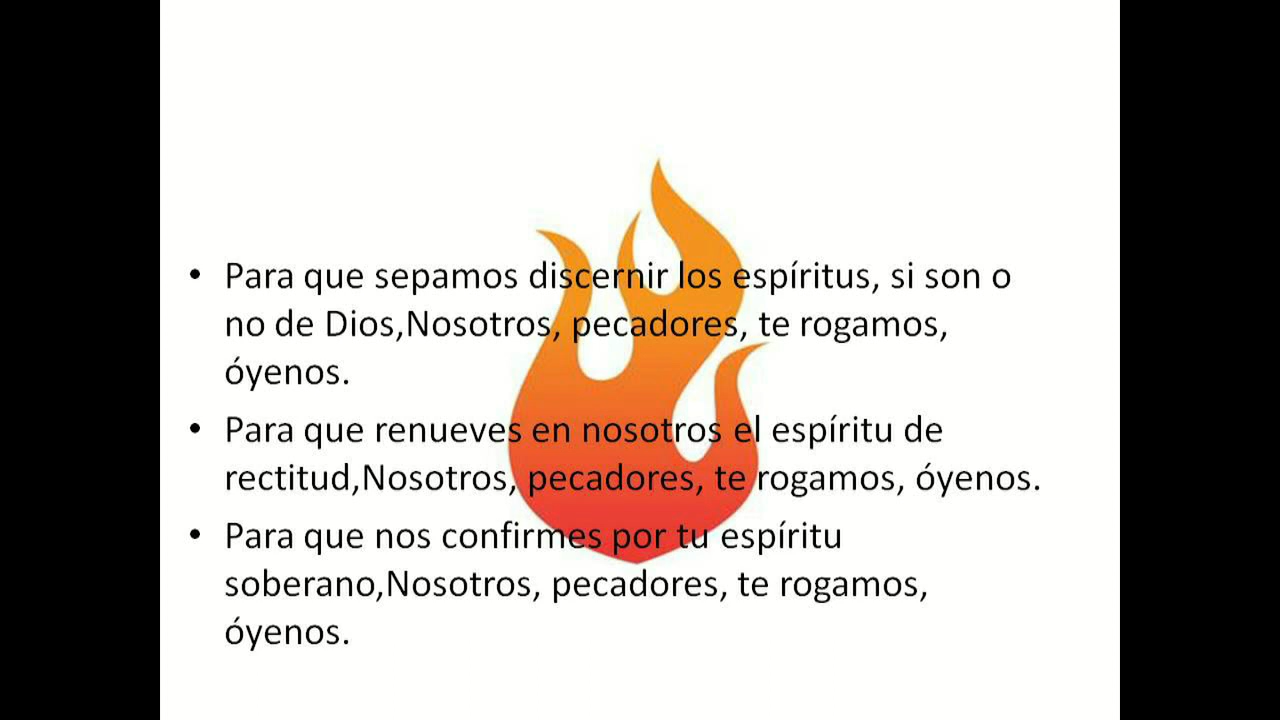 • Para que sepamos discernir los espíritus, si son o
no de Dios,Nosotros, pecadores, te rogamos,
óyenos.
• Para que renueves en nosotros el espíritu de
rectitud,Nosotros, pecadores, te rogamos, óyenos.
• Para que nos confirmes por tu espíritu
soberano,Nosotros, pecadores, te rogamos,
óyenos.